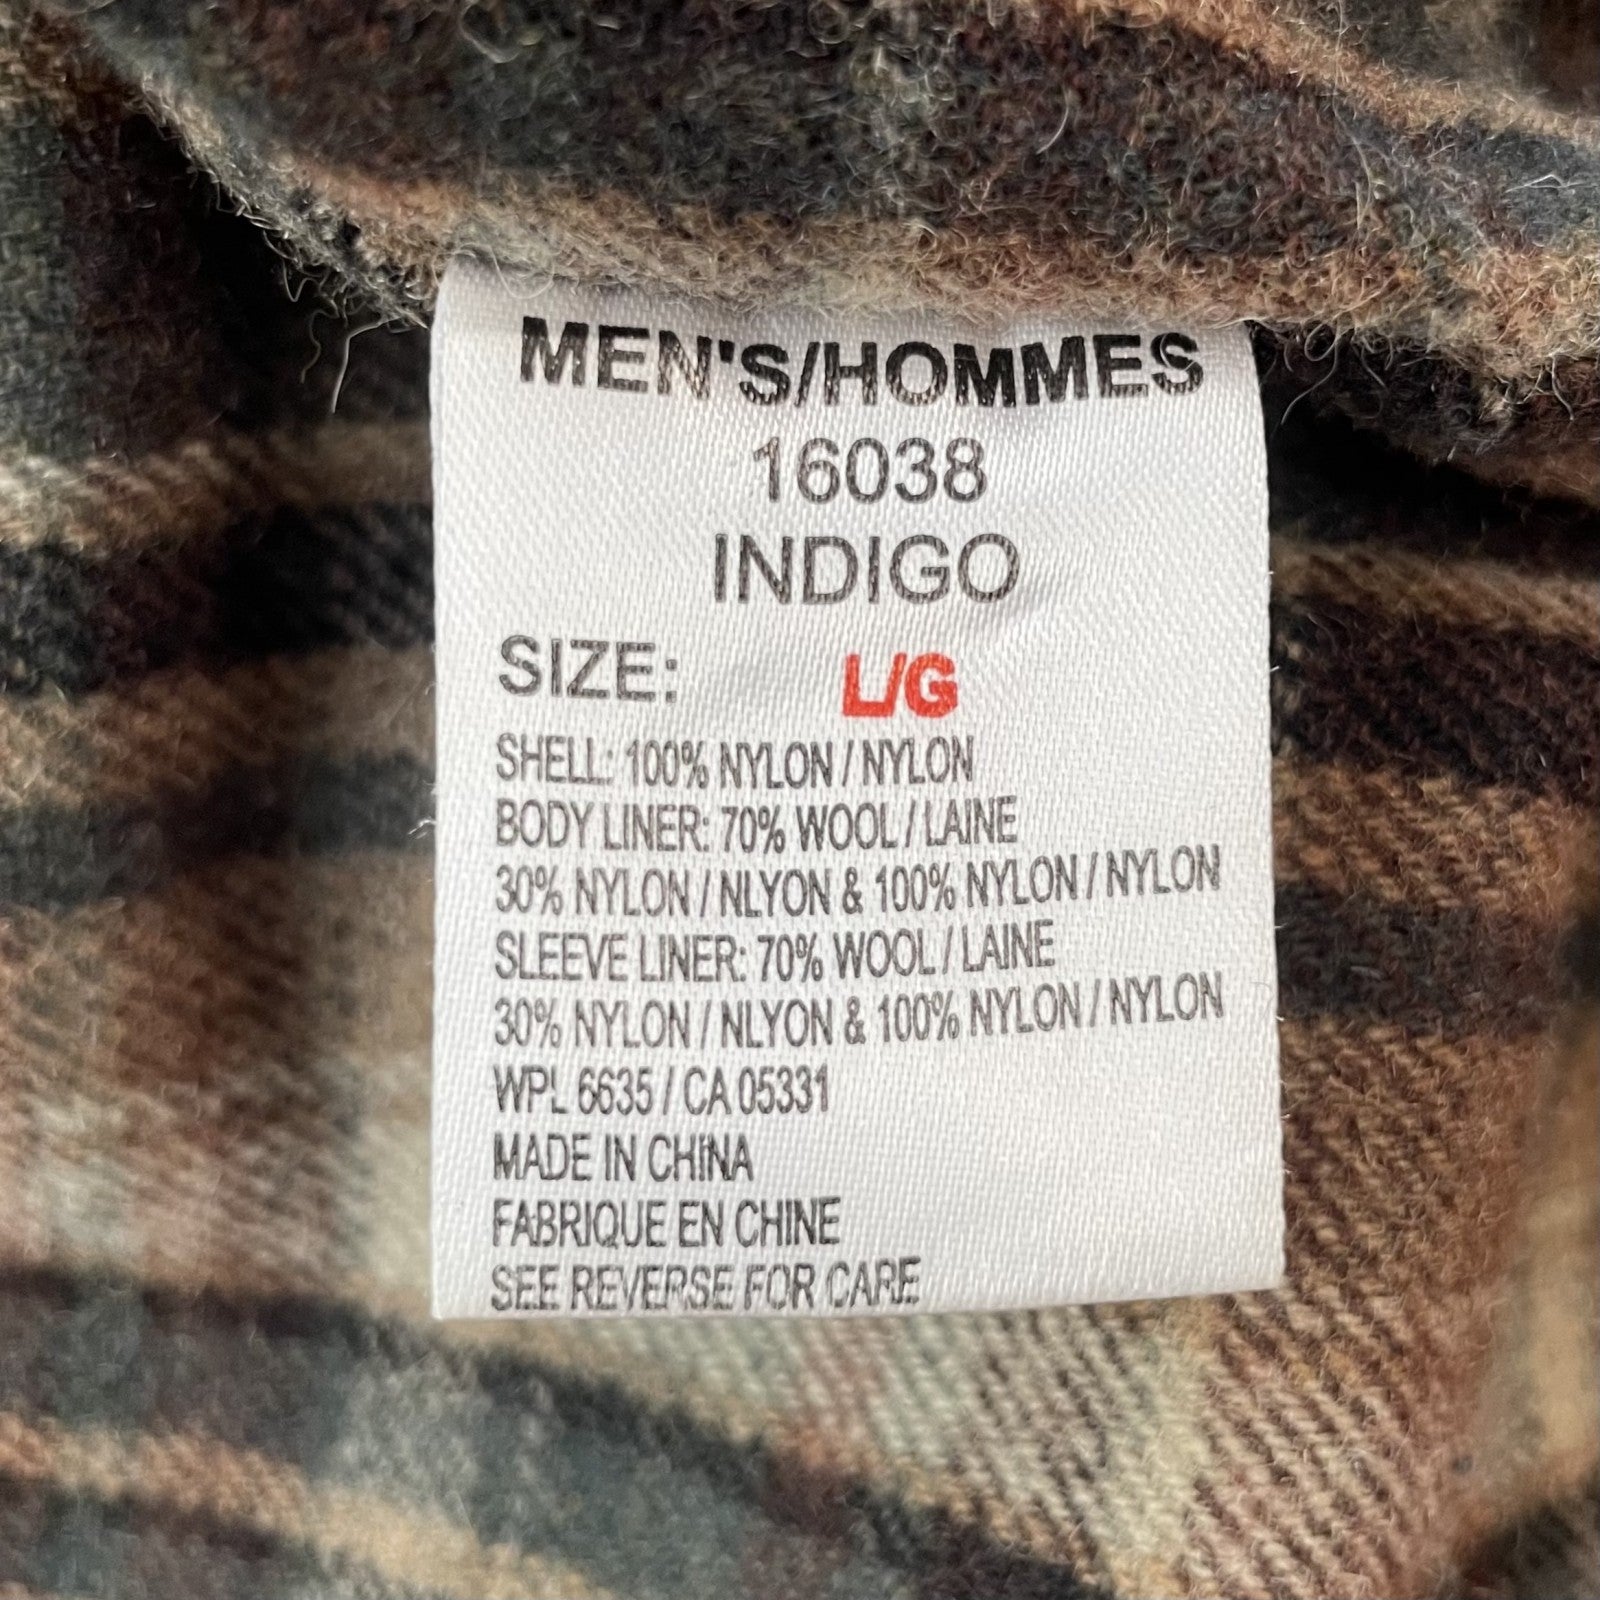 MEN'S/HOMMES
16038
INDIGO
SIZE: L/G
SHELL: 100% NYLON / NYLON
BODY LINER: 70% WOOL / LAINE
30% NYLON / NLYON & 100% NYLON / NYLON
SLEEVE LINER: 70% WOOL / LAINE
30% NYLON / NLYON & 100% NYLON / NYLON
WPL 6635 / CA 05331
MADE IN CHINA
FABRIQUE EN CHINE
SEE REVERSE FOR CARE